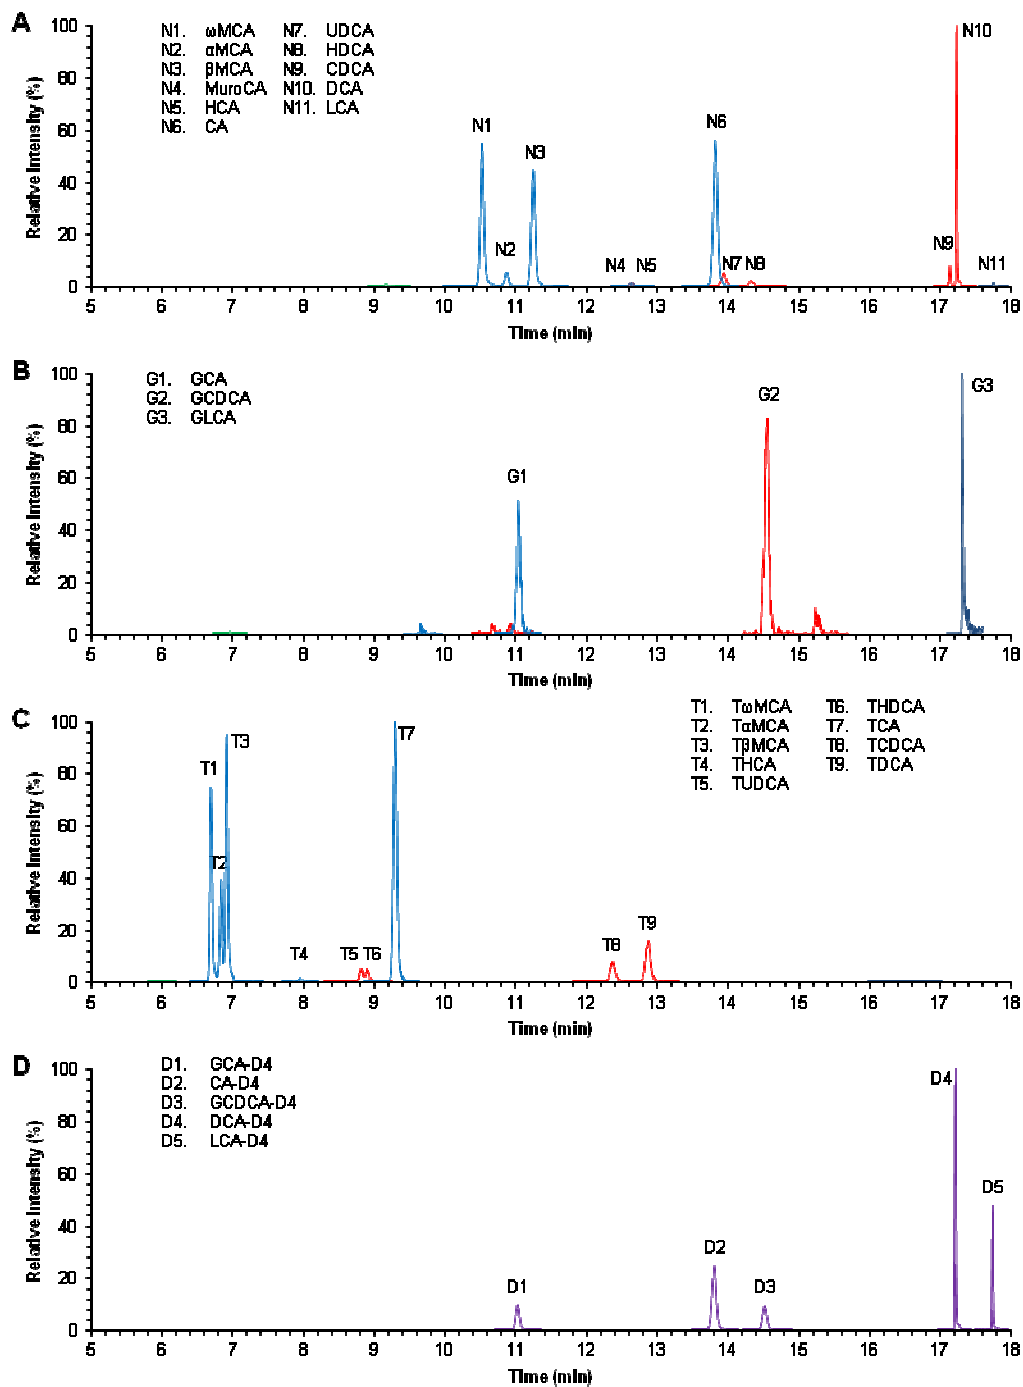 A
N1. ωMCA N7. UDCA
N2. αMCA N8. HDCA
N3. βMCA N9. CDCA
N4. MuroCA N10. DCA
N5. HCA N11. LCA
N6. CA
Relative Intensity (%)
100
80
60
40
20
0
N1
N2
N3
N4
N5
N6
N7
N8
N9
N10
N11
5 6 7 8 9 10 11 12 13 14 15 16 17 18
Time (min)
B
G1. GCA
G2. GCDCA
G3. GLCA
Relative Intensity (%)
100
80
60
40
20
0
G1
G2
G3
5 6 7 8 9 10 11 12 13 14 15 16 17 18
Time (min)
C
T1. TωMCA T6. THDCA
T2. TαMCA T7. TCA
T3. TβMCA T8. TCDCA
T4. THCA T9. TDCA
T5. TUDCA
Relative Intensity (%)
100
80
60
40
20
0
T1
T2
T3
T4
T5
T6
T7
T8
T9
5 6 7 8 9 10 11 12 13 14 15 16 17 18
Time (min)
D
D1. GCA-D4
D2. CA-D4
D3. GCDCA-D4
D4. DCA-D4
D5. LCA-D4
Relative Intensity (%)
100
80
60
40
20
0
D1
D2
D3
D4
D5
5 6 7 8 9 10 11 12 13 14 15 16 17 18
Time (min)